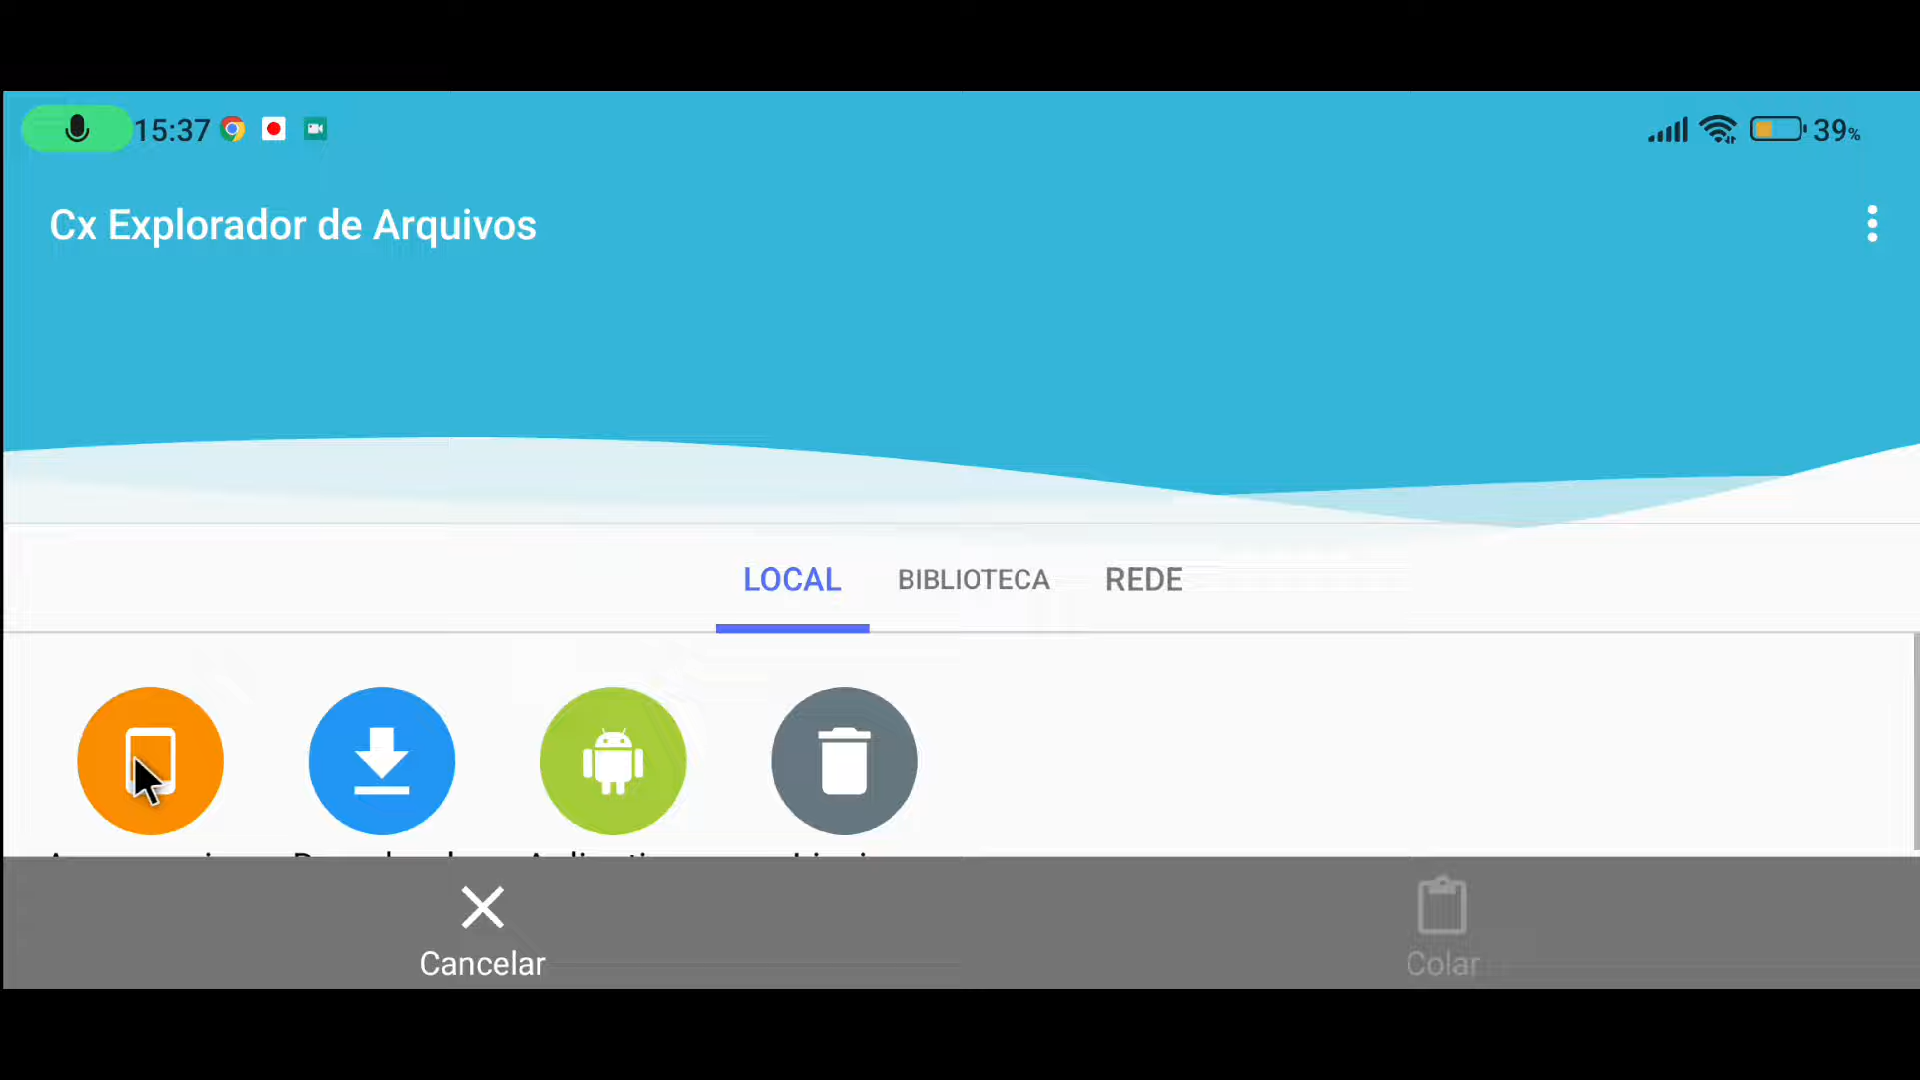 15:37
39%
Cx Explorador de Arquivos
LOCAL
BIBLIOTECA
REDE
Cancelar
Colar